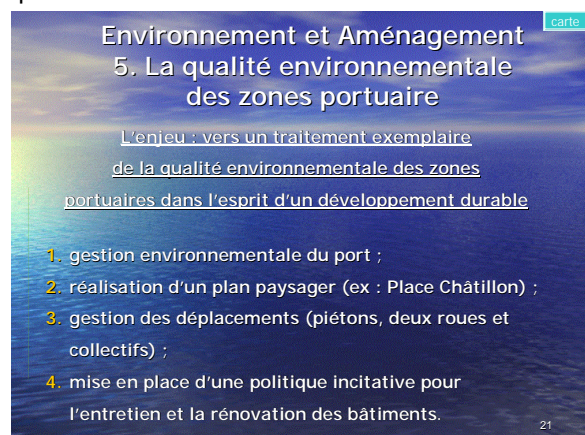 carte
Environnement et Aménagement
5. La qualité environnementale
des zones portuaire
L'enjeu : vers un traitement exemplaire
de la qualité environnementale des zones
portuaires dans l'esprit d'un développement durable
1. gestion environnementale du port ;
2. réalisation d'un plan paysager (ex : Place Châtillon) ;
3. gestion des déplacements (piétons, deux roues et
collectifs) ;
4. mise en place d'une politique incitative pour
l'entretien et la rénovation des bâtiments.
21